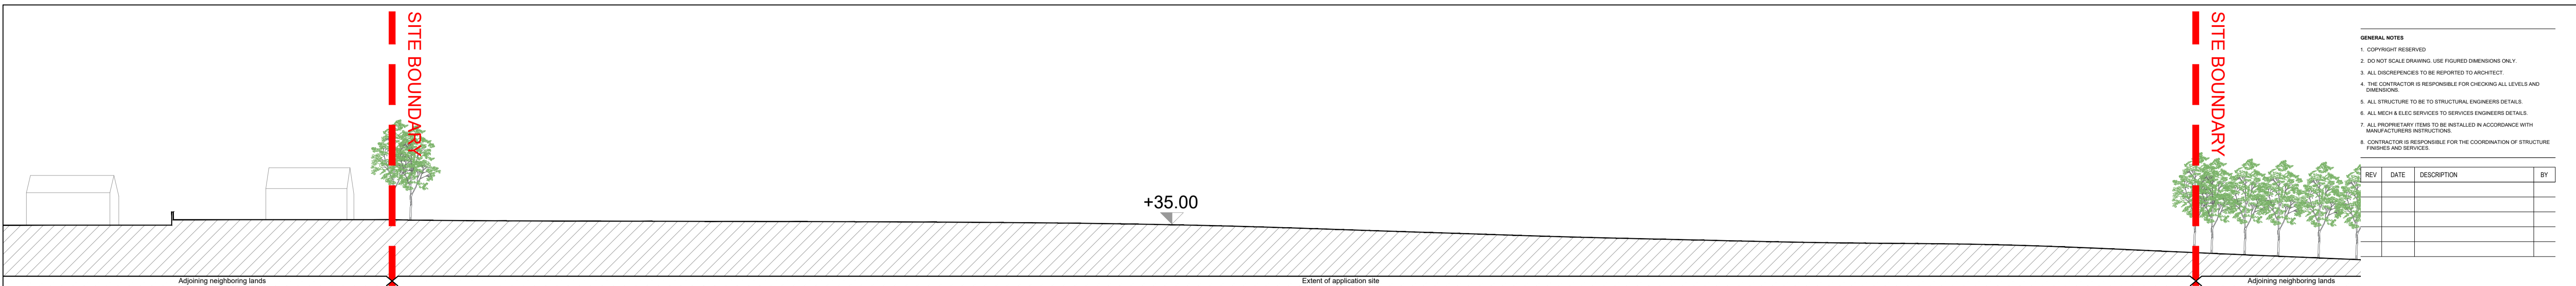 SITE BOUNDARY
+35.00
SITE BOUNDARY
Adjoining neighboring lands
Extent of application site
Adjoining neighboring lands
GENERAL NOTES
1. COPYRIGHT RESERVED
2. DO NOT SCALE DRAWING. USE FIGURED DIMENSIONS ONLY.
3. ALL DISCREPENCIES TO BE REPORTED TO ARCHITECT.
4. THE CONTRACTOR IS RESPONSIBLE FOR CHECKING ALL LEVELS AND
DIMENSIONS.
5. ALL STRUCTURE TO BE TO STRUCTURAL ENGINEERS DETAILS.
6. ALL MECH & ELEC SERVICES TO SERVICES ENGINEERS DETAILS.
7. ALL PROPRIETARY ITEMS TO BE INSTALLED IN ACCORDANCE WITH
MANUFACTURERS INSTRUCTIONS.
8. CONTRACTOR IS RESPONSIBLE FOR THE COORDINATION OF STRUCTURE
FINISHES AND SERVICES.
REV DATE DESCRIPTION BY